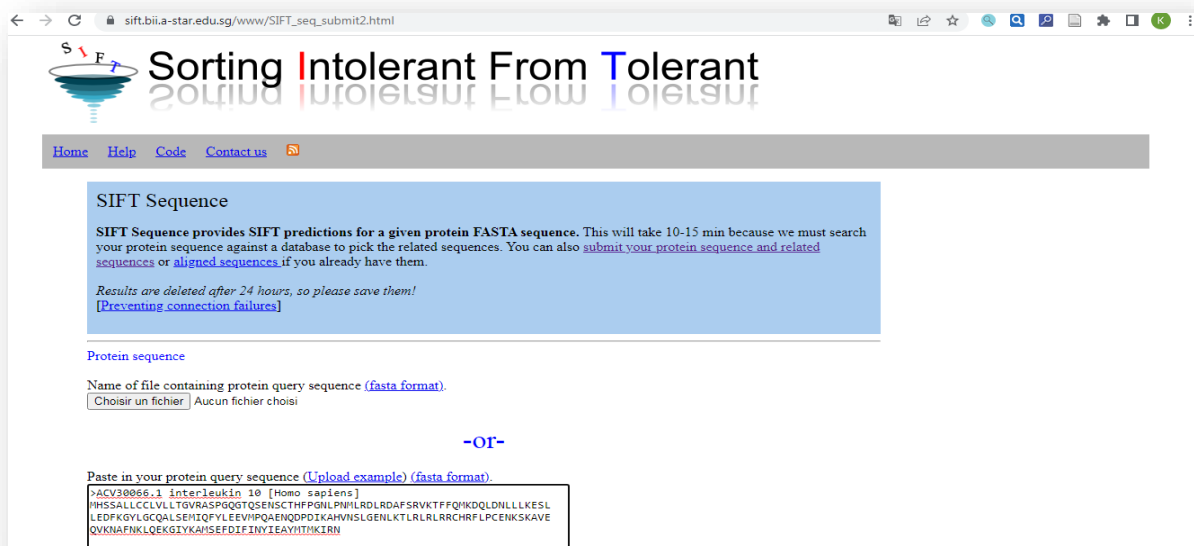 sift.bii.a-star.edu.sg/www/SIFT_seq_submit2.html
K
S I F T
Sorting Intolerant From Tolerant
Home Help Code Contact us
SIFT Sequence
SIFT Sequence provides SIFT predictions for a given protein FASTA sequence. This will take 10-15 min because we must search
your protein sequence against a database to pick the related sequences. You can also submit your protein sequence and related
sequences or aligned sequences if you already have them.
Results are deleted after 24 hours, so please save them!
[Preventing connection failures]
Protein sequence
Name of file containing protein query sequence (fasta format).
Choisir un fichier Aucun fichier choisi
-or-
Paste in your protein query sequence (Upload example) (fasta format).
>ACV30066.1 interleukin 10 [Homo sapiens]
MHSSALLCCLVLLTGVRASPGQGTQSENSCTHFPGNLPNMLRDLRDAFSRVKTFFQMKDQLDNLLLKESL
LEDFKGYLGCQALSEMIQFYLEEVMPQAENQDPDIKAHVNSLGENLKTLRLRLRRCHRFLPCENKSKAVE
QVKNAFNKLQEKGIYKAMSEFDIFINYIEAYMTMKIRN